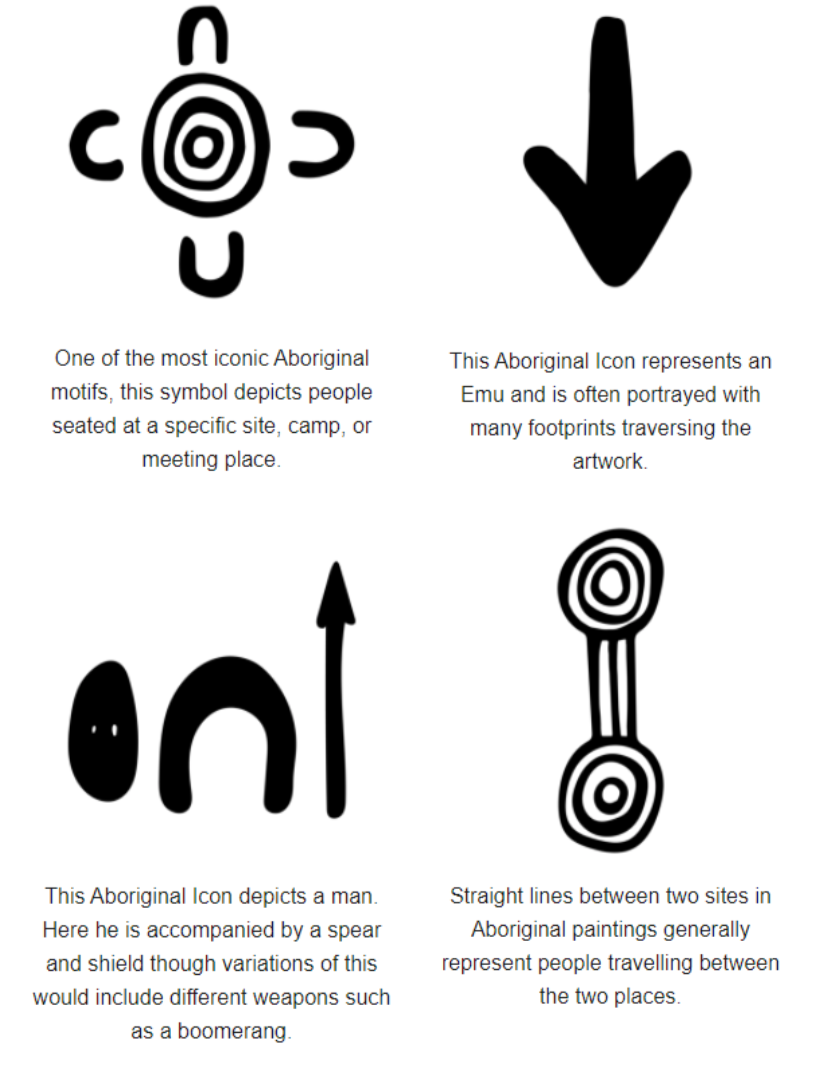 One of the most iconic Aboriginal
motifs, this symbol depicts people
seated at a specific site, camp, or
meeting place.
This Aboriginal Icon represents an
Emu and is often portrayed with
many footprints traversing the
artwork.
This Aboriginal Icon depicts a man.
Here he is accompanied by a spear
and shield though variations of this
would include different weapons such
as a boomerang.
Straight lines between two sites in
Aboriginal paintings generally
represent people travelling between
the two places.